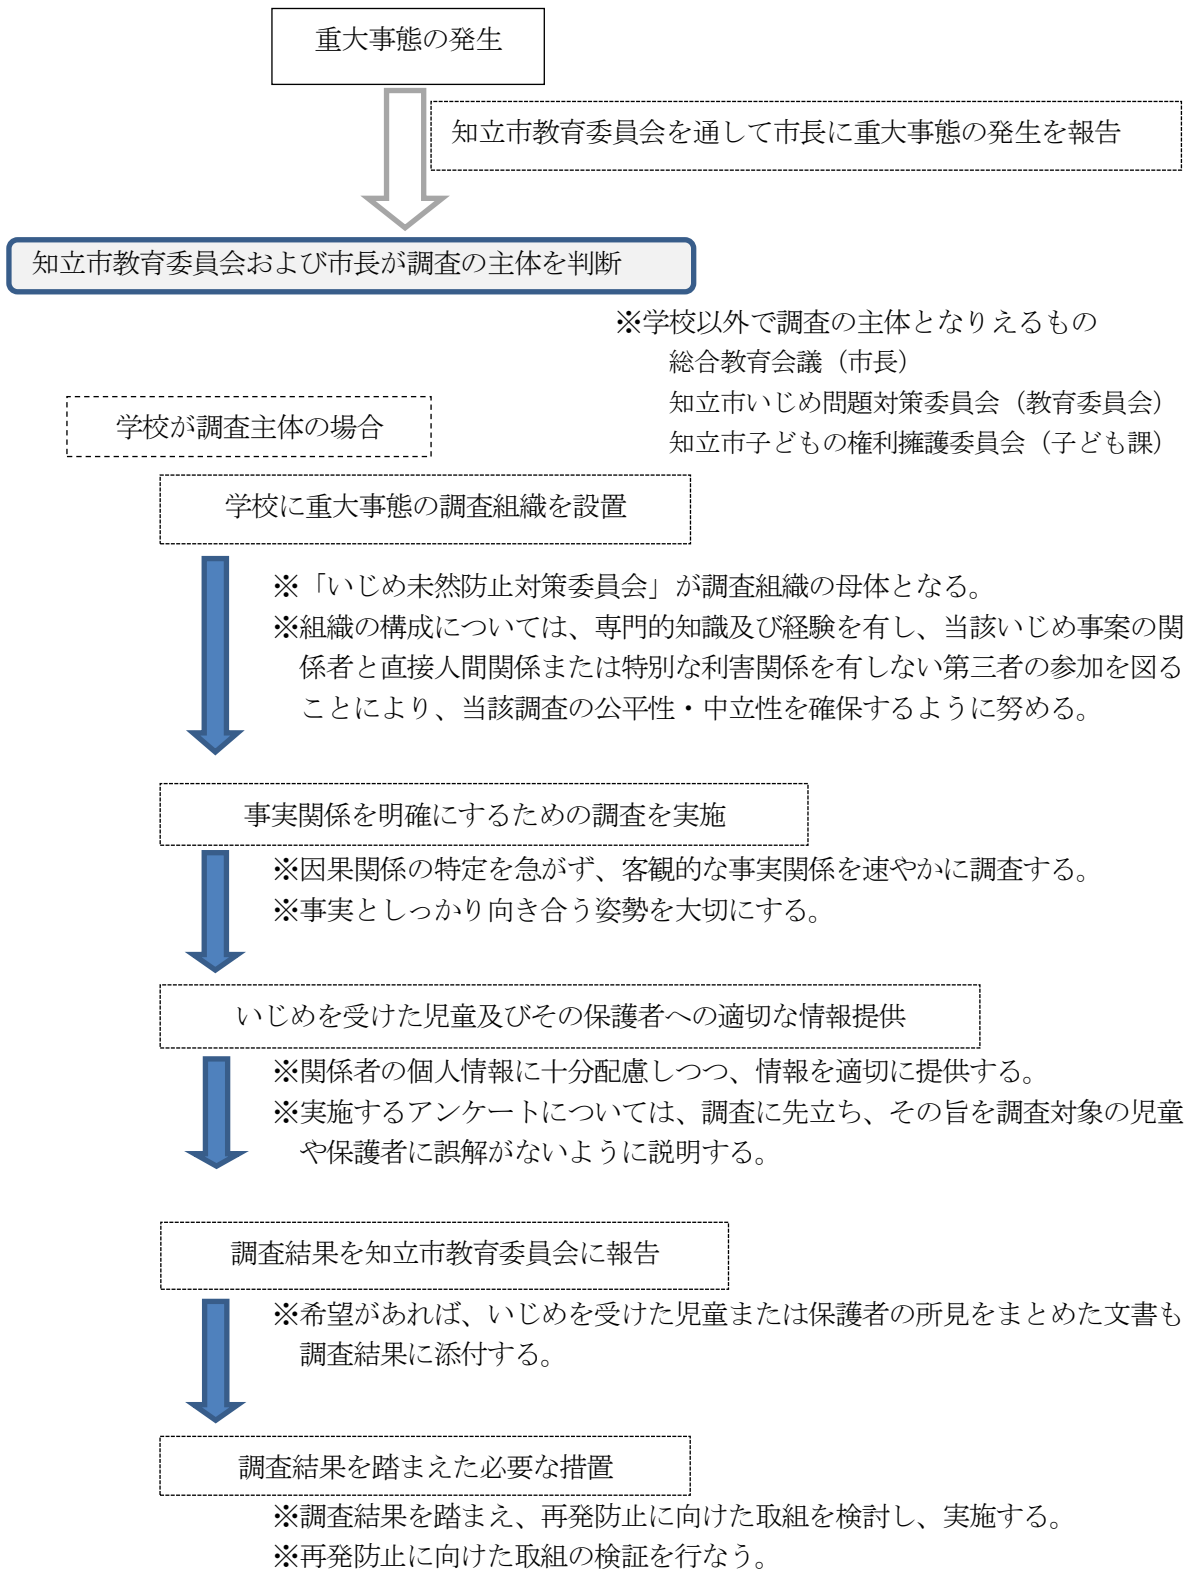 重大事態の発生
知立市教育委員会を通して市長に重大事態の発生を報告
知立市教育委員会および市長が調査の主体を判断
※学校以外で調査の主体となりえるもの
総合教育会議（市長）
知立市いじめ問題対策委員会（教育委員会）
知立市子どもの権利擁護委員会（子ども課）
学校が調査主体の場合
学校に重大事態の調査組織を設置
※「いじめ未然防止対策委員会」が調査組織の母体となる。
※組織の構成については、専門的知識及び経験を有し、当該いじめ事案の関
係者と直接人間関係または特別な利害関係を有しない第三者の参加を図る
ことにより、当該調査の公平性・中立性を確保するように努める。
事実関係を明確にするための調査を実施
※因果関係の特定を急がず、客観的な事実関係を速やかに調査する。
※事実としっかり向き合う姿勢を大切にする。
いじめを受けた児童及びその保護者への適切な情報提供
※関係者の個人情報に十分配慮しつつ、情報を適切に提供する。
※実施するアンケートについては、調査に先立ち、その旨を調査対象の児童
や保護者に誤解がないように説明する。
調査結果を知立市教育委員会に報告
※希望があれば、いじめを受けた児童または保護者の所見をまとめた文書も
調査結果に添付する。
調査結果を踏まえた必要な措置
※調査結果を踏まえ、再発防止に向けた取組を検討し、実施する。
※再発防止に向けた取組の検証を行なう。